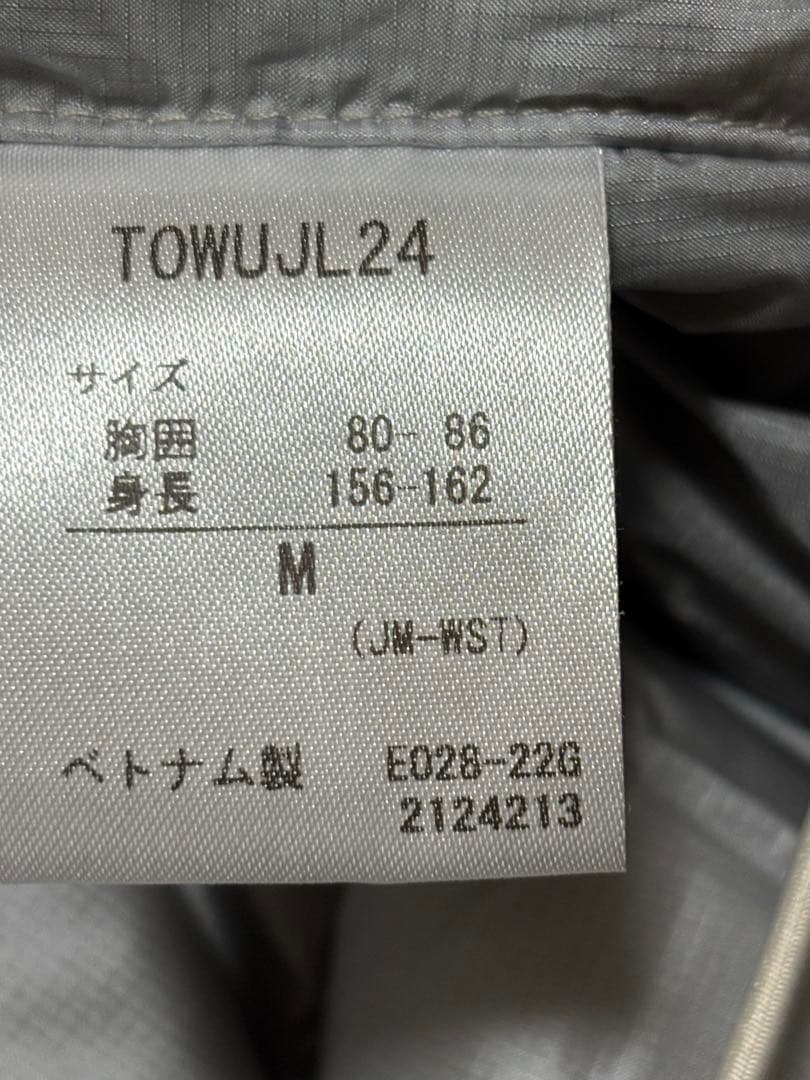 TOWUJL24
サイズ
胸囲 80- 86
身長 156-162
M
(JM-WST)
ベトナム製 E028-22G
2124213